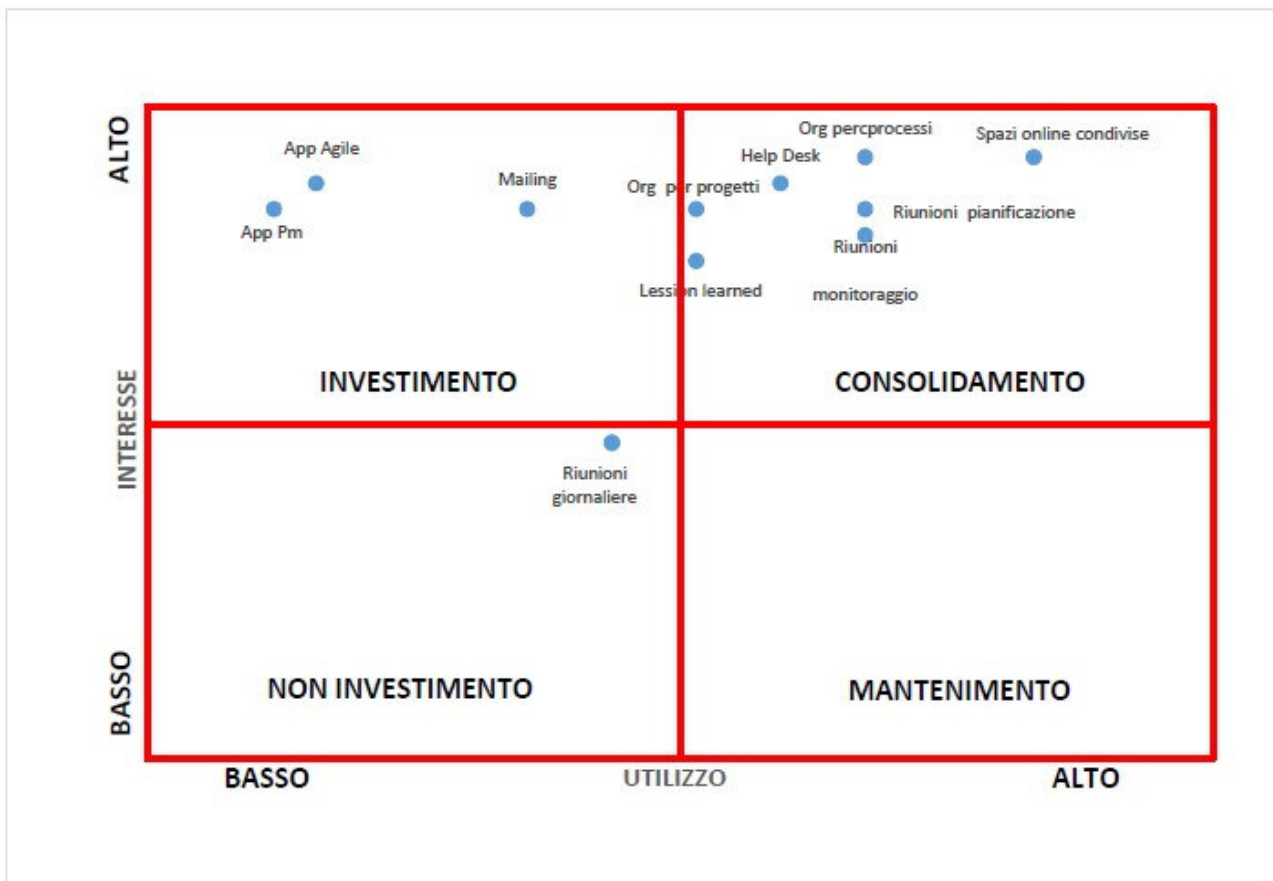 ALTO
Org percprocessi
Spazi online condivise
App Agile
Help Desk
Mailing
Org per progetti
Riunioni pianificazione
App Pm
Riunioni
monitoraggio
Lession learned
INVESTIMENTO
CONSOLIDAMENTO
INTERESSE
Riunioni
giornaliere
BASSO
NON INVESTIMENTO
MANTENIMENTO
BASSO
UTILIZZO
ALTO